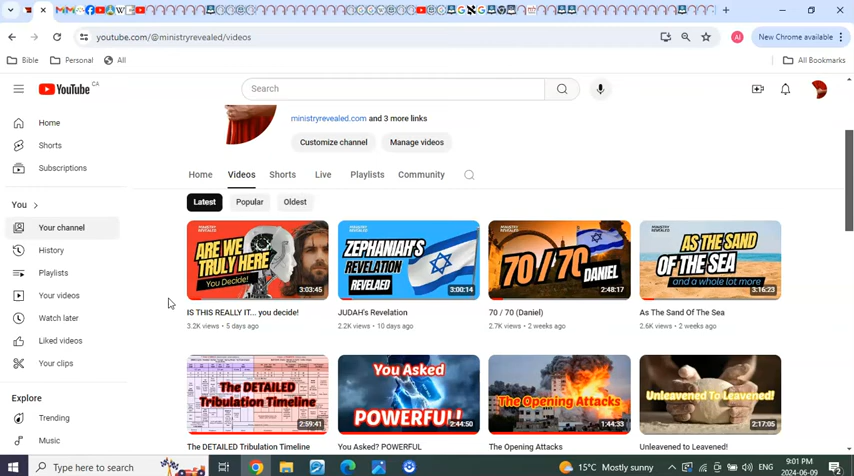 youtube.com/@ministryrevealed/videos
New Chrome available
Bible
Personal
All
All Bookmarks
YouTube CA
Search
Home
Shorts
Subscriptions
You
Your channel
History
Playlists
Your videos
Watch later
Liked videos
Your clips
Explore
Trending
Music
ministryrevealed.com and 3 more links
Customize channel
Manage videos
Home
Videos
Shorts
Live
Playlists
Community
Latest
Popular
Oldest
MINISTRY
REVEALED
ARE WE
TRULY HERE
You Decide!
3:03:45
IS THIS REALLY IT... you decide!
3.2K views • 5 days ago
MINISTRY
REVEALED
ZEPHANIAH'S
REVELATION
REVELAED
3:00:14
JUDAH's Revelation
2.2K views • 10 days ago
MINISTRY
REVEALED
70 / 70
DANIEL
2:48:17
70 / 70 (Daniel)
2.7K views • 2 weeks ago
MINISTRY
REVEALED
AS THE SAND
OF THE SEA
and a whole lot more
3:16:23
As The Sand Of The Sea
2.6K views • 2 weeks ago
The DETAILED
Tribulation Timeline
2:59:41
The DETAILED Tribulation Timeline
You Asked
POWERFUL!
2:44:50
You Asked? POWERFUL
The Opening Attacks
1:44:33
The Opening Attacks
Unleavened To Leavened!
2:17:05
Unleavened to Leavened!
Type here to search
15°C Mostly sunny
ENG
9:01 PM
2024-06-09